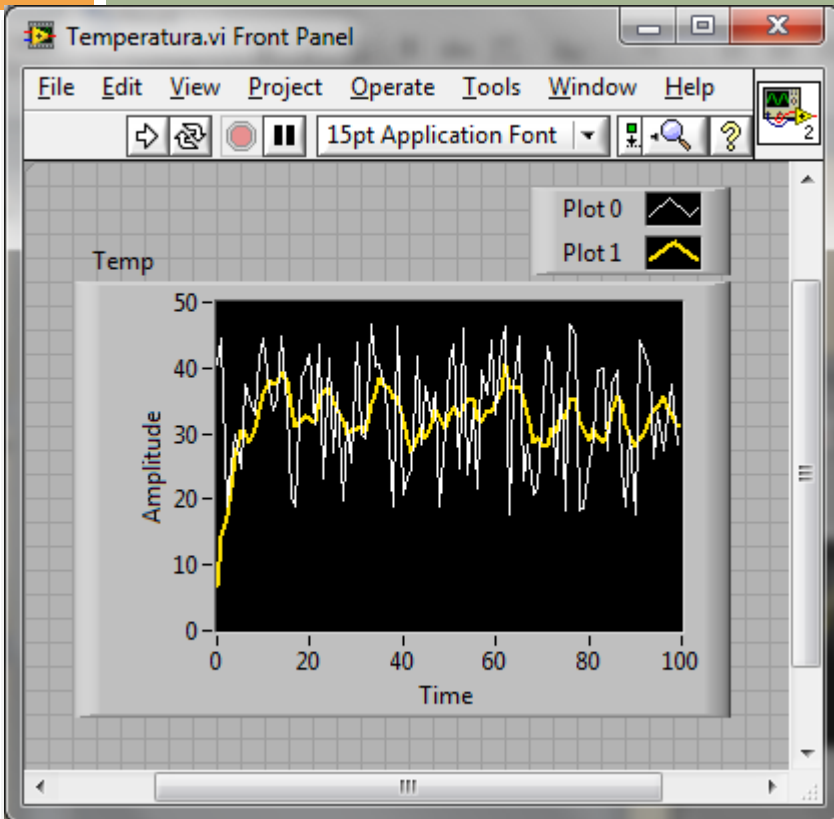 Temperatura.vi Front Panel
File Edit View Project Operate Tools Window Help
15pt Application Font
2
Plot 0
Plot 1
Temp
50
40
30
20
10
0
Amplitude
0 20 40 60 80 100
Time